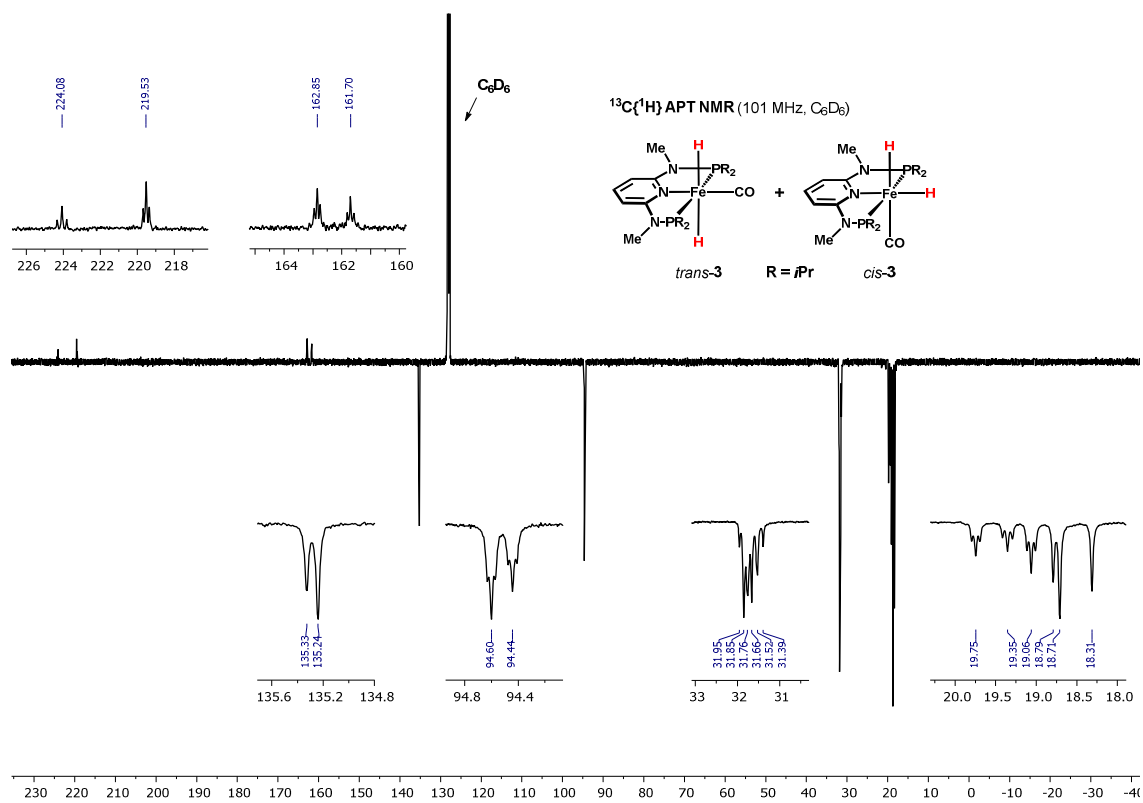 224.08
219.53
162.85
161.70
C₆D₆
¹³C{¹H} APT NMR (101 MHz, C₆D₆)
Me
N
PR₂
H
N
Fe
CO
N
PR₂
Me
H
+
Me
N
PR₂
H
N
Fe
H
N
PR₂
Me
CO
trans-3
R = iPr
cis-3
226 224 222 220 218
164 162 160
135.33
135.24
94.60
94.44
31.95
31.85
31.76
31.66
31.52
31.39
19.75
19.35
19.06
18.79
18.71
18.31
135.6 135.2 134.8
94.8 94.4
33 32 31
20.0 19.5 19.0 18.5 18.0
230 220 210 200 190 180 170 160 150 140 130 120 110 100 90 80 70 60 50 40 30 20 10 0 -10 -20 -30 -40